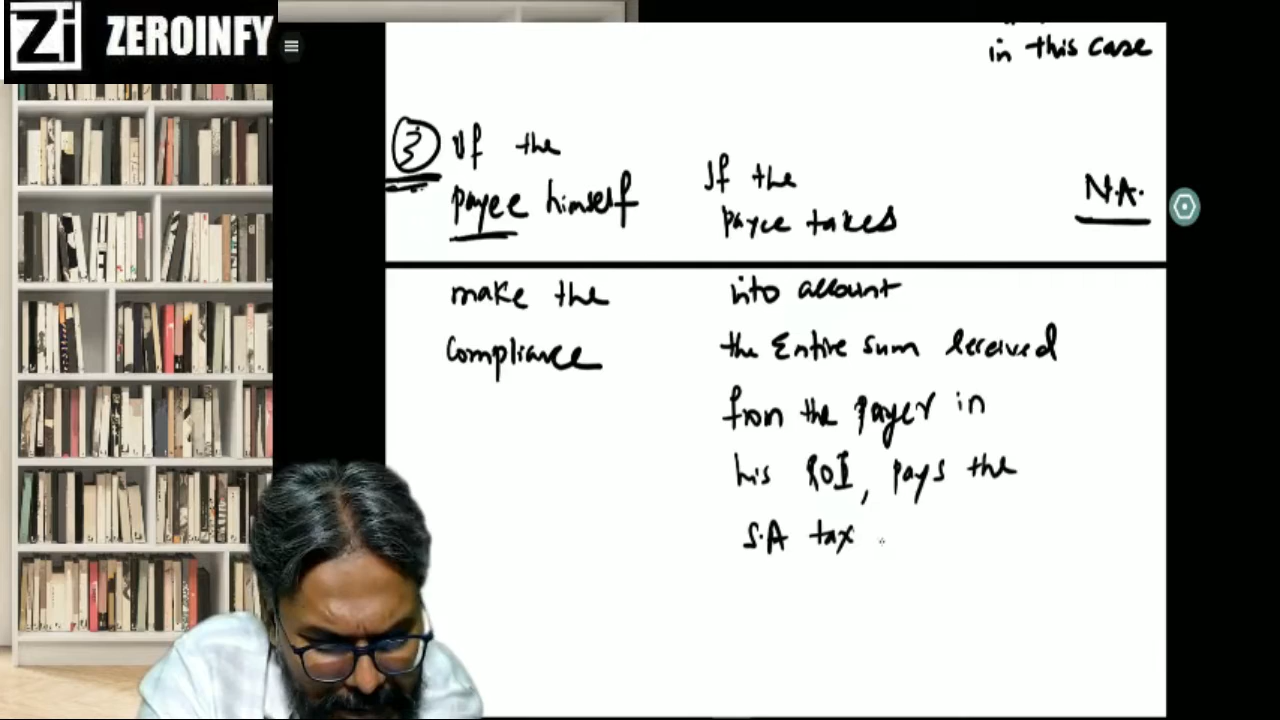 Zi ZEROINFY
in this case
③ If the
payee himself
make the
compliance
If the
payee takes
into account
the Entire sum received
from the payer in
his ROI, pays the
S.A tax
N.A.